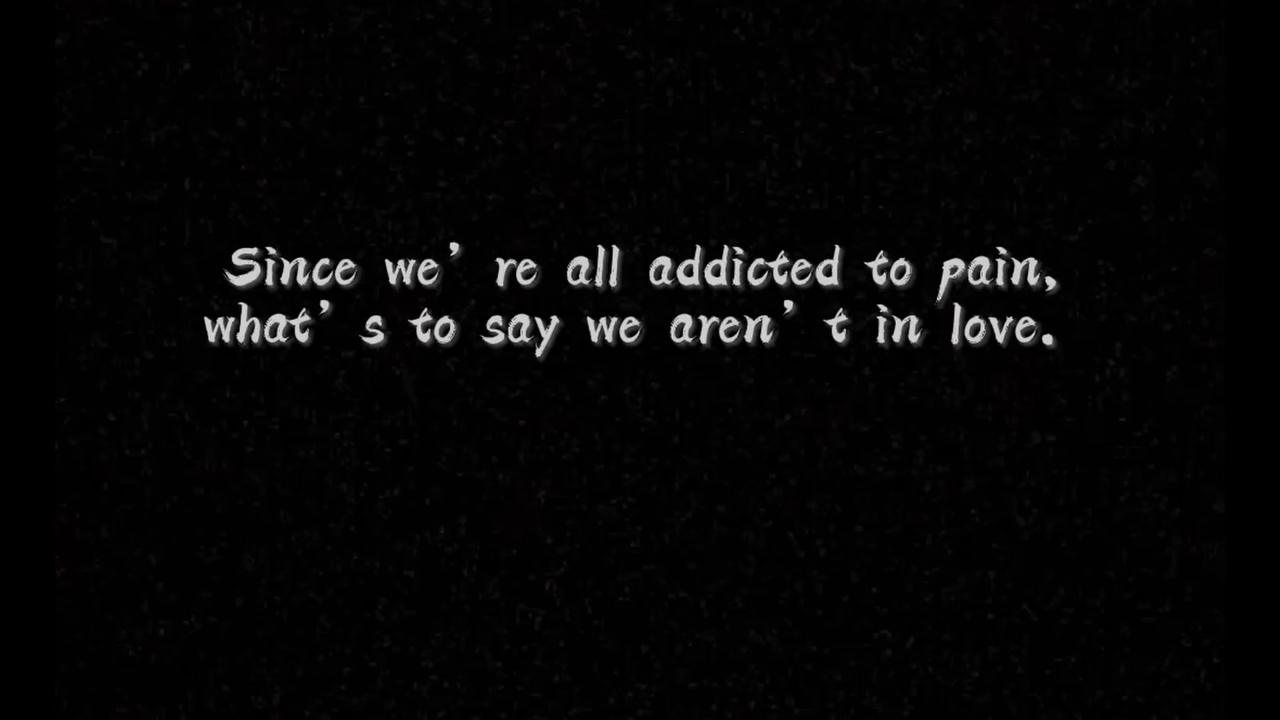 Since we’ re all addicted to pain,
what’ s to say we aren’ t in love.